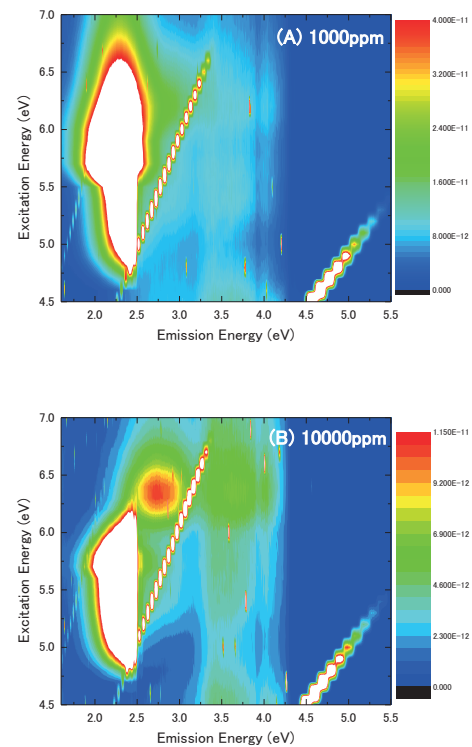 (A) 1000ppm
7.0
6.5
6.0
5.5
5.0
4.5
Excitation Energy (eV)
2.0 2.5 3.0 3.5 4.0 4.5 5.0 5.5
Emission Energy (eV)
4.000E-11
3.200E-11
2.400E-11
1.600E-11
8.000E-12
0.000
(B) 10000ppm
7.0
6.5
6.0
5.5
5.0
4.5
Excitation Energy (eV)
2.0 2.5 3.0 3.5 4.0 4.5 5.0 5.5
Emission Energy (eV)
1.150E-11
9.200E-12
6.900E-12
4.600E-12
2.300E-12
0.000